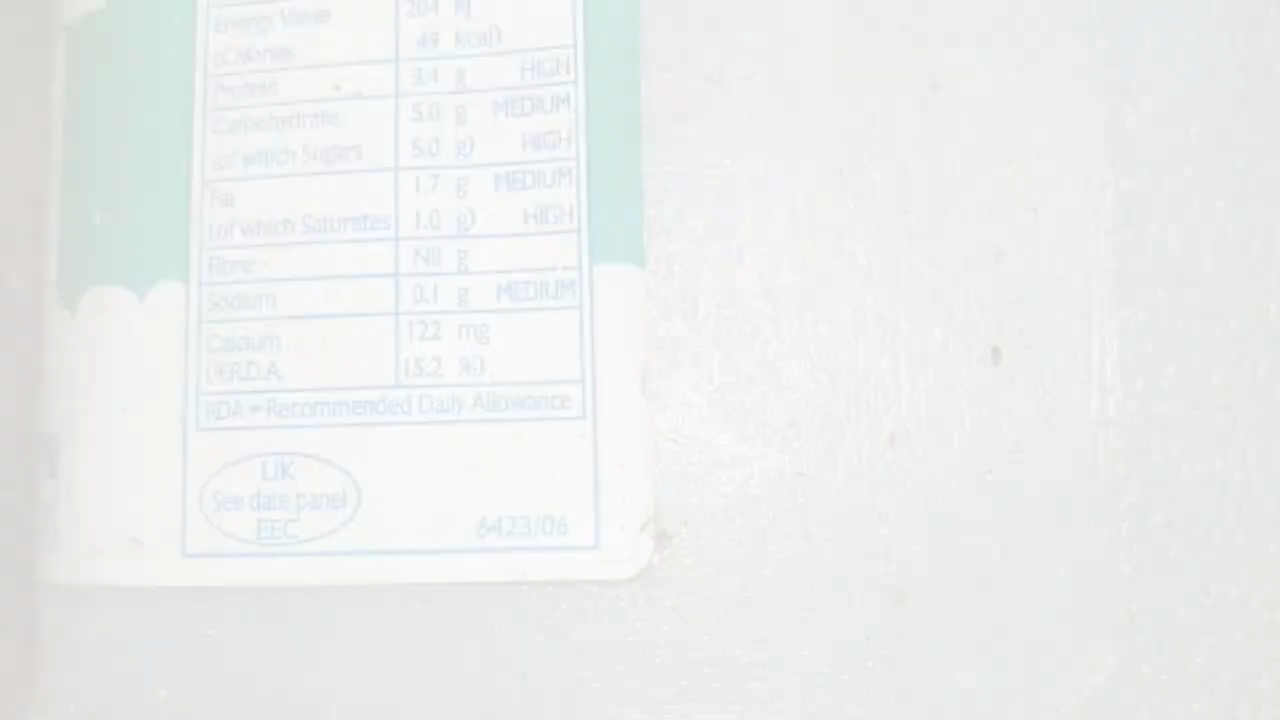 Energy Value 204 kJ
(Calories 49 kcal)
Protein 3.1 g HIGH
Carbohydrate 5.0 g MEDIUM
(of which Sugars 5.0 g) HIGH
Fat 1.7 g MEDIUM
(of which Saturates 1.0 g) HIGH
Fibre Nil g
Sodium 0.1 g MEDIUM
Calcium 122 mg
(%R.D.A. 15.2 %)
RDA = Recommended Daily Allowance
UK
See date panel
EEC
6423/06